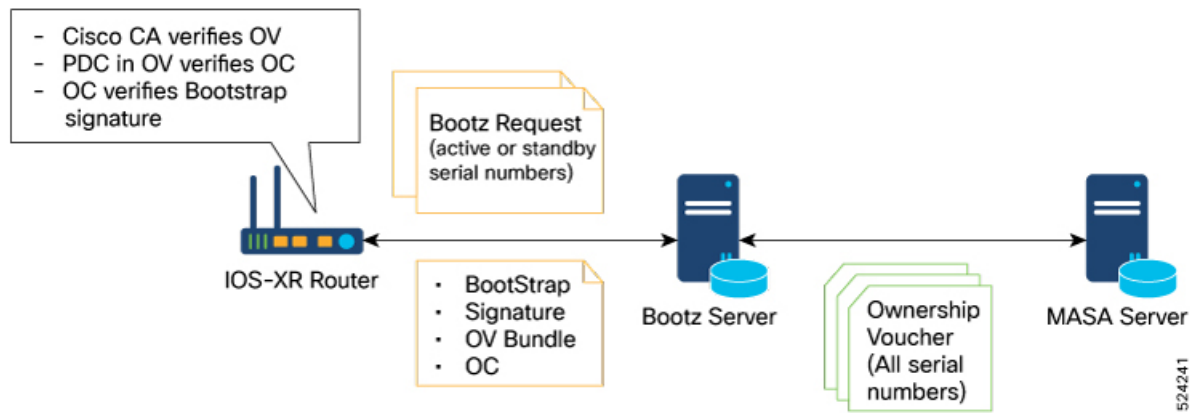 - Cisco CA verifies OV
- PDC in OV verifies OC
- OC verifies Bootstrap
signature
Bootz Request
(active or standby
serial numbers)
IOS-XR Router
· BootStrap
· Signature
· OV Bundle
· OC
Bootz Server
Ownership
Voucher
(All serial
numbers)
MASA Server
524241